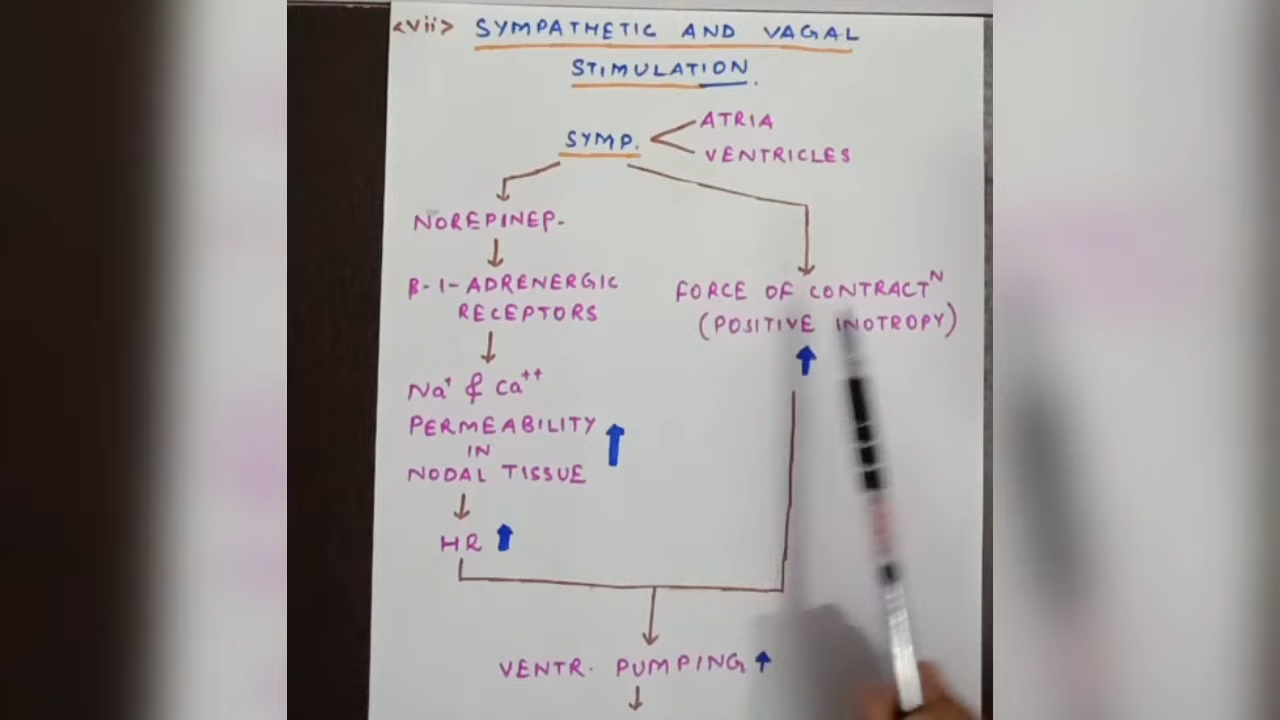 <vii> SYMPATHETIC AND VAGAL
STIMULATION.
SYMP.
ATRIA
VENTRICLES
NOREPINEP.
β-1-ADRENERGIC
RECEPTORS
Na⁺ & Ca⁺⁺
PERMEABILITY
IN
NODAL TISSUE
HR
FORCE OF CONTRACTᴺ
(POSITIVE INOTROPY)
VENTR. PUMPING